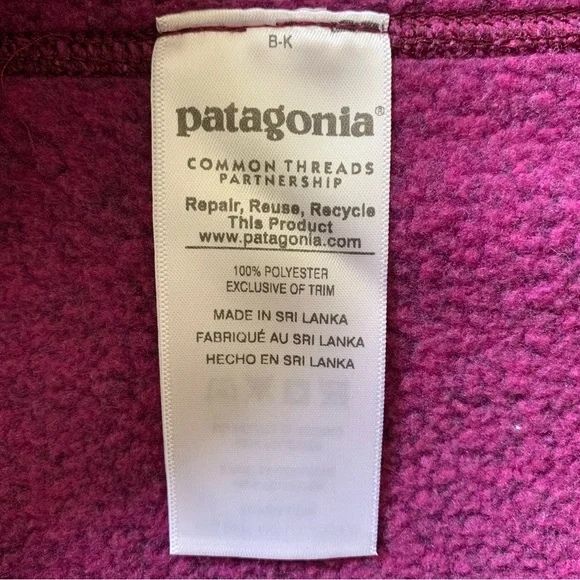 B-K
patagonia®
COMMON THREADS
PARTNERSHIP
Repair, Reuse, Recycle
This Product
www.patagonia.com
100% POLYESTER
EXCLUSIVE OF TRIM
MADE IN SRI LANKA
FABRIQUÉ AU SRI LANKA
HECHO EN SRI LANKA